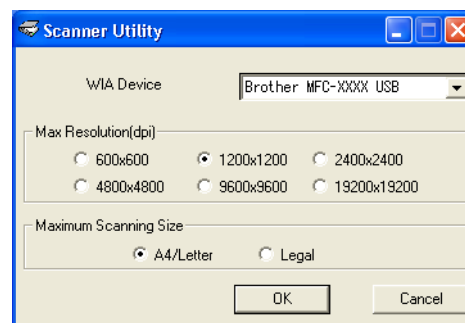 Scanner Utility
WIA Device Brother MFC-XXXX USB
Max Resolution(dpi)
600x600 1200x1200 2400x2400
4800x4800 9600x9600 19200x19200
Maximum Scanning Size
A4/Letter Legal
OK Cancel